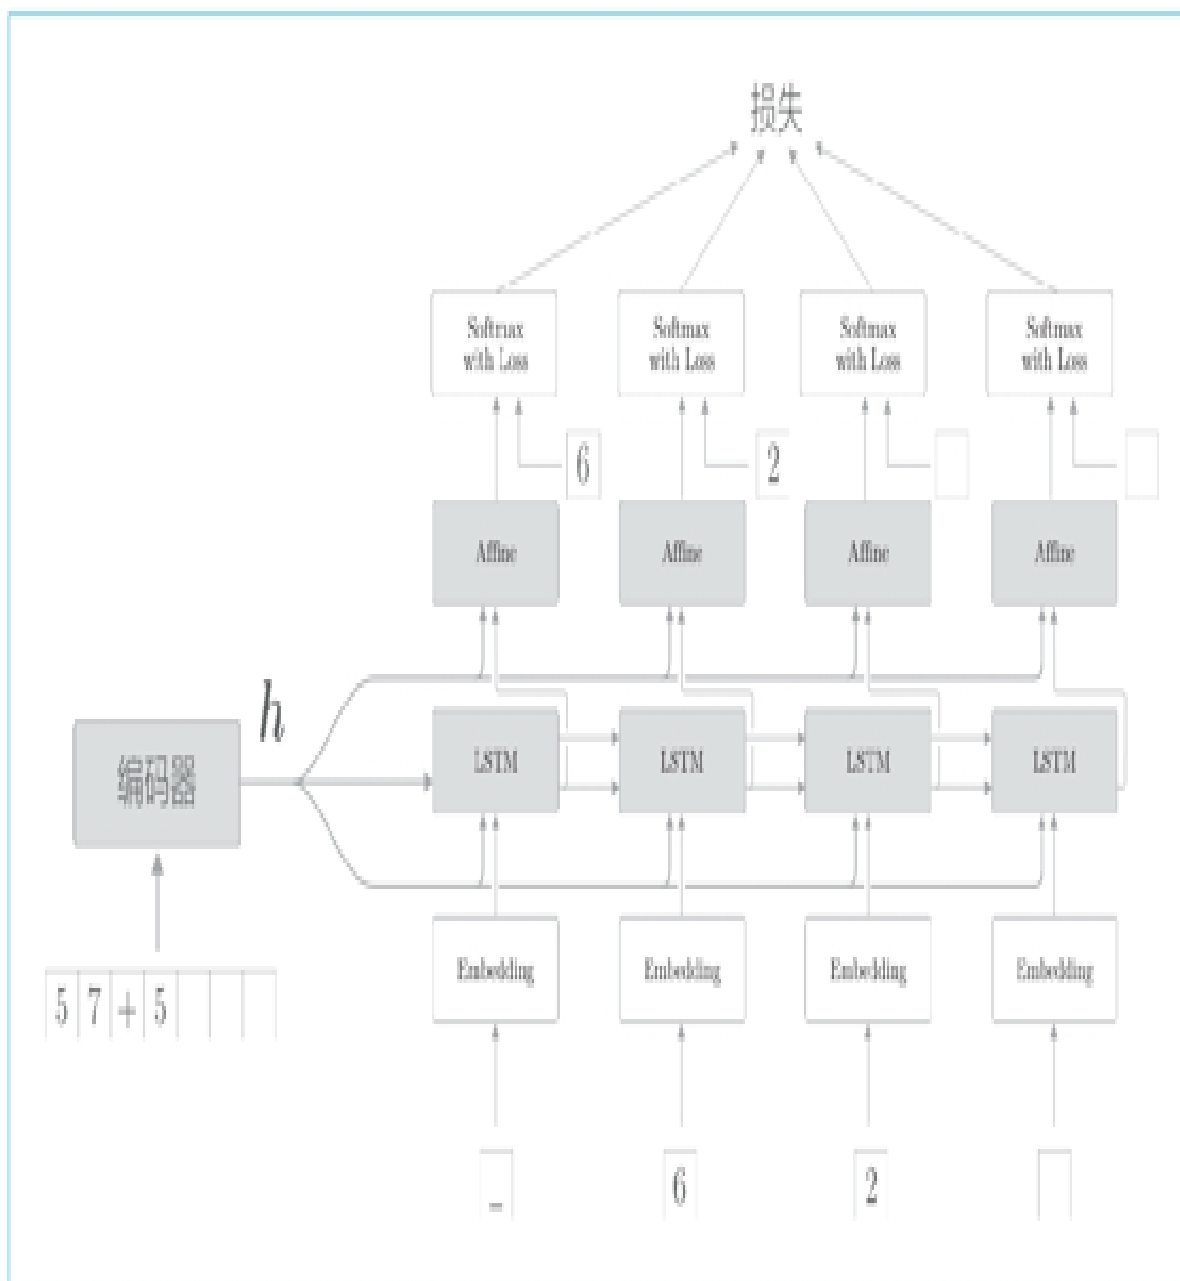 损失
Softmax with Loss
Softmax with Loss
Softmax with Loss
Softmax with Loss
6
2
Affine
Affine
Affine
Affine
h
编码器
LSTM
LSTM
LSTM
LSTM
5 7 + 5
Embedding
Embedding
Embedding
Embedding
_
6
2